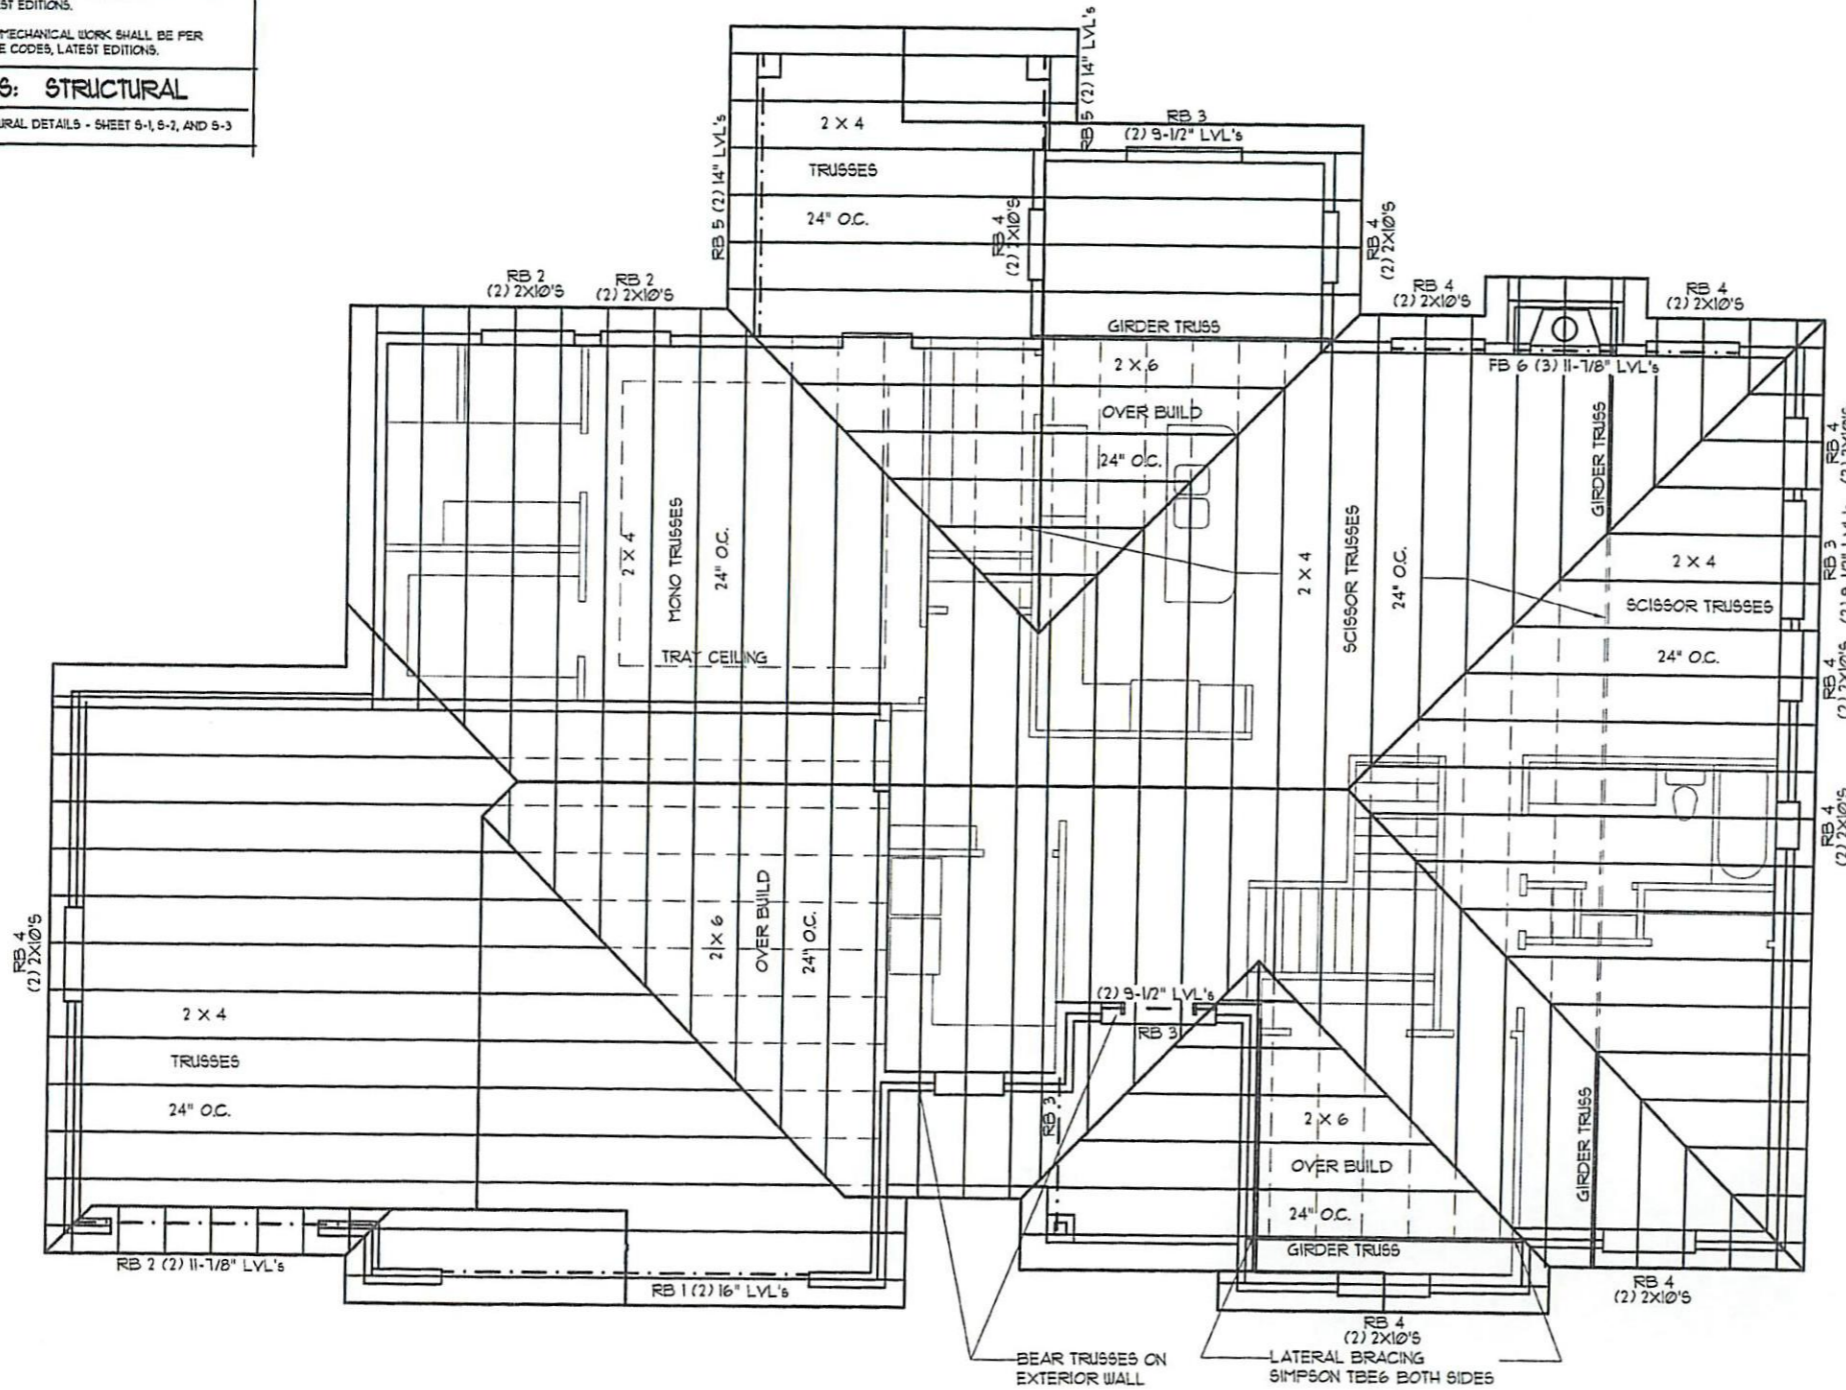 ST EDITIONS.
MECHANICAL WORK SHALL BE PER
E CODES, LATEST EDITIONS.
S: STRUCTURAL
URAL DETAILS - SHEET S-1, S-2, AND S-3
RB 5 (2) 14" LVL's
RB 5 (2) 14" LVL's
2 X 4
TRUSSES
24" O.C.
RB 3
(2) 9-1/2" LVL's
RB 4
(2) 2X10'S
RB 4
(2) 2X10'S
RB 2
(2) 2X10'S
RB 2
(2) 2X10'S
RB 4
(2) 2X10'S
RB 4
(2) 2X10'S
GIRDER TRUSS
FB 6 (3) 11-7/8" LVL's
2 X 6
OVER BUILD
24" O.C.
GIRDER TRUSS
RB 4
2 X 4
MONO TRUSSES
24" O.C.
TRAY CEILING
2 X 4
SCISSOR TRUSSES
24" O.C.
2 X 4
SCISSOR TRUSSES
24" O.C.
RB 3
RB 4
(2) 2X10'S
RB 4
(2) 2X10'S
2 X 6
OVER BUILD
24" O.C.
RB 4
(2) 2X10'S
2 X 4
TRUSSES
24" O.C.
(2) 9-1/2" LVL's
RB 3
RB 3
2 X 6
OVER BUILD
24" O.C.
GIRDER TRUSS
GIRDER TRUSS
RB 2 (2) 11-7/8" LVL's
RB 1 (2) 16" LVL's
RB 4
(2) 2X10'S
RB 4
(2) 2X10'S
BEAR TRUSSES ON
EXTERIOR WALL
LATERAL BRACING
SIMPSON TBE6 BOTH SIDES